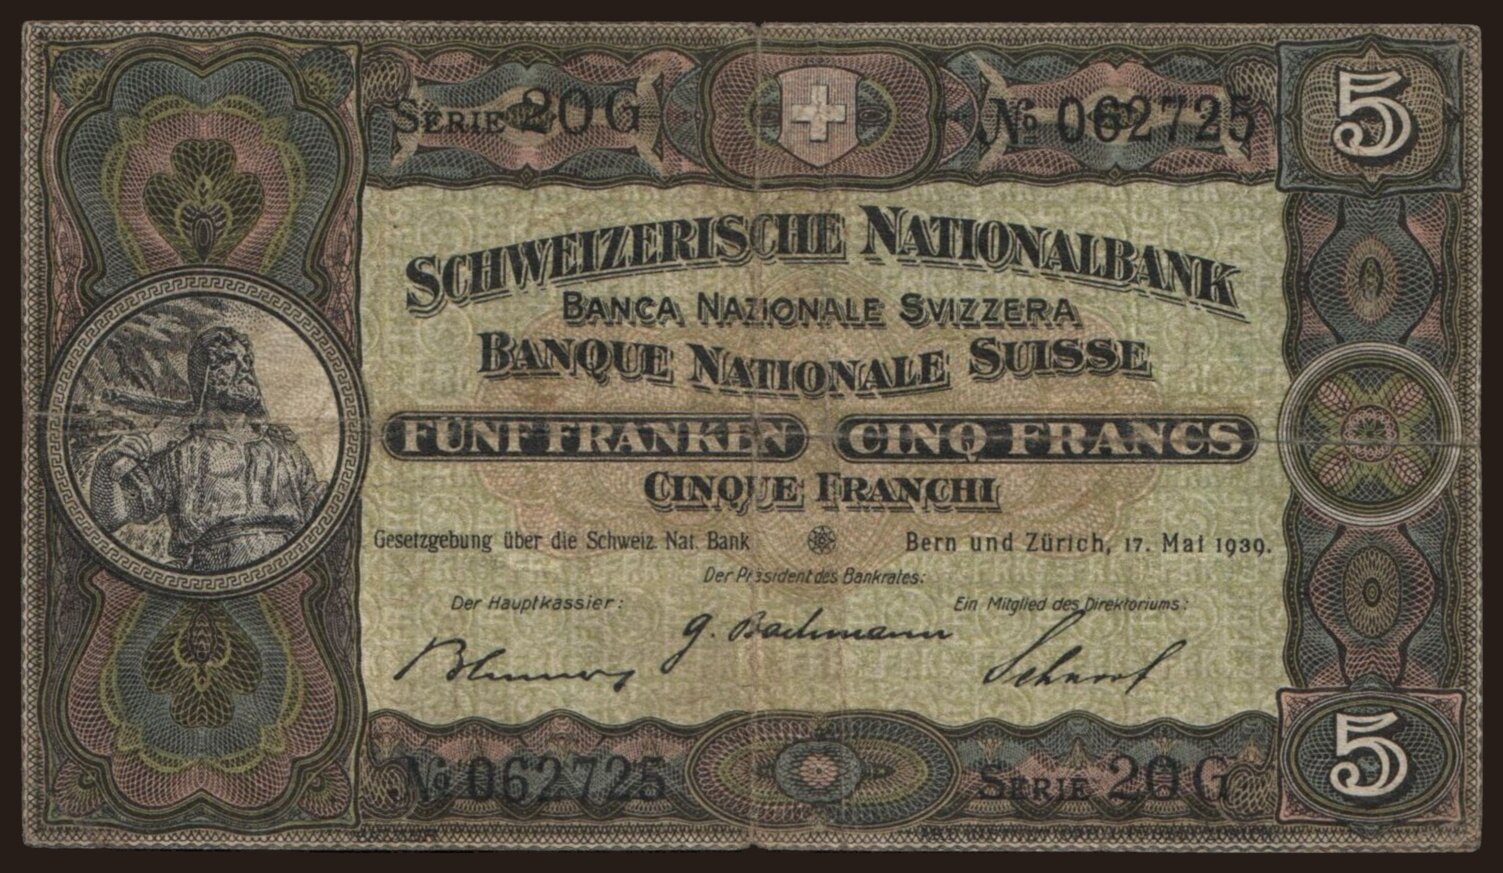 SERIE 20 G
№ 062725
5
SCHWEIZERISCHE NATIONALBANK
BANCA NAZIONALE SVIZZERA
BANQUE NATIONALE SUISSE
FÜNF FRANKEN CINQ FRANCS
CINQUE FRANCHI
Gesetzgebung über die Schweiz. Nat. Bank
Bern und Zürich, 17. Mai 1939.
Der Präsident des Bankrates:
Der Hauptkassier:
Ein Mitglied des Direktoriums:
G. Bachmann
Blumer
Schnorf
№ 062725
SERIE 20 G
5